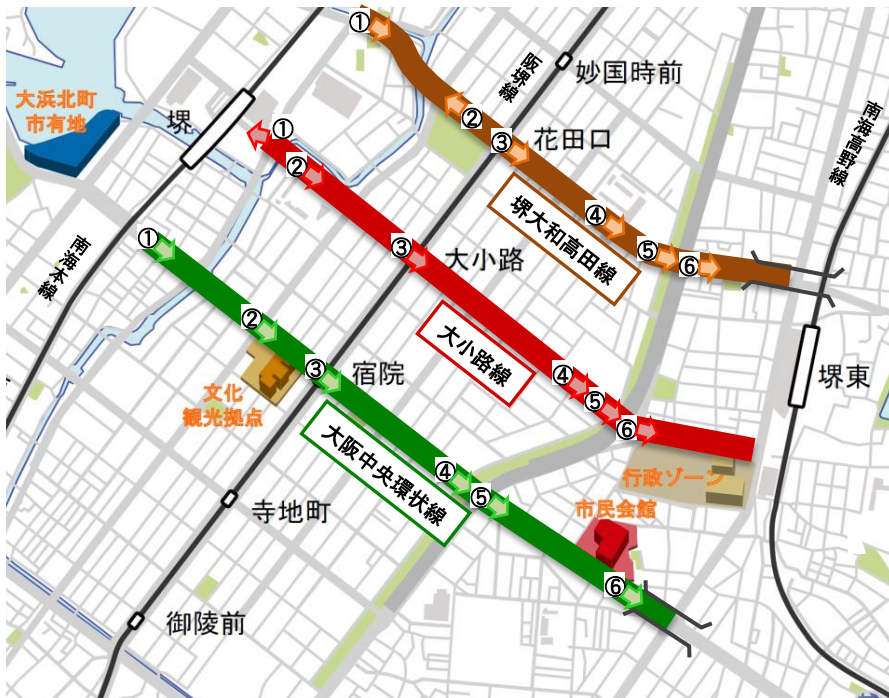 ①
妙国時前
阪堺線
南海高野線
大浜北町
市有地
堺
②
③
花田口
①
②
堺大和高田線
④
⑤
⑥
①
南海本線
③
大小路
②
大小路線
③
宿院
④
⑤
⑥
堺東
文化
観光拠点
大阪中央環状線
④
⑤
行政ゾーン
市民会館
寺地町
⑥
御陵前